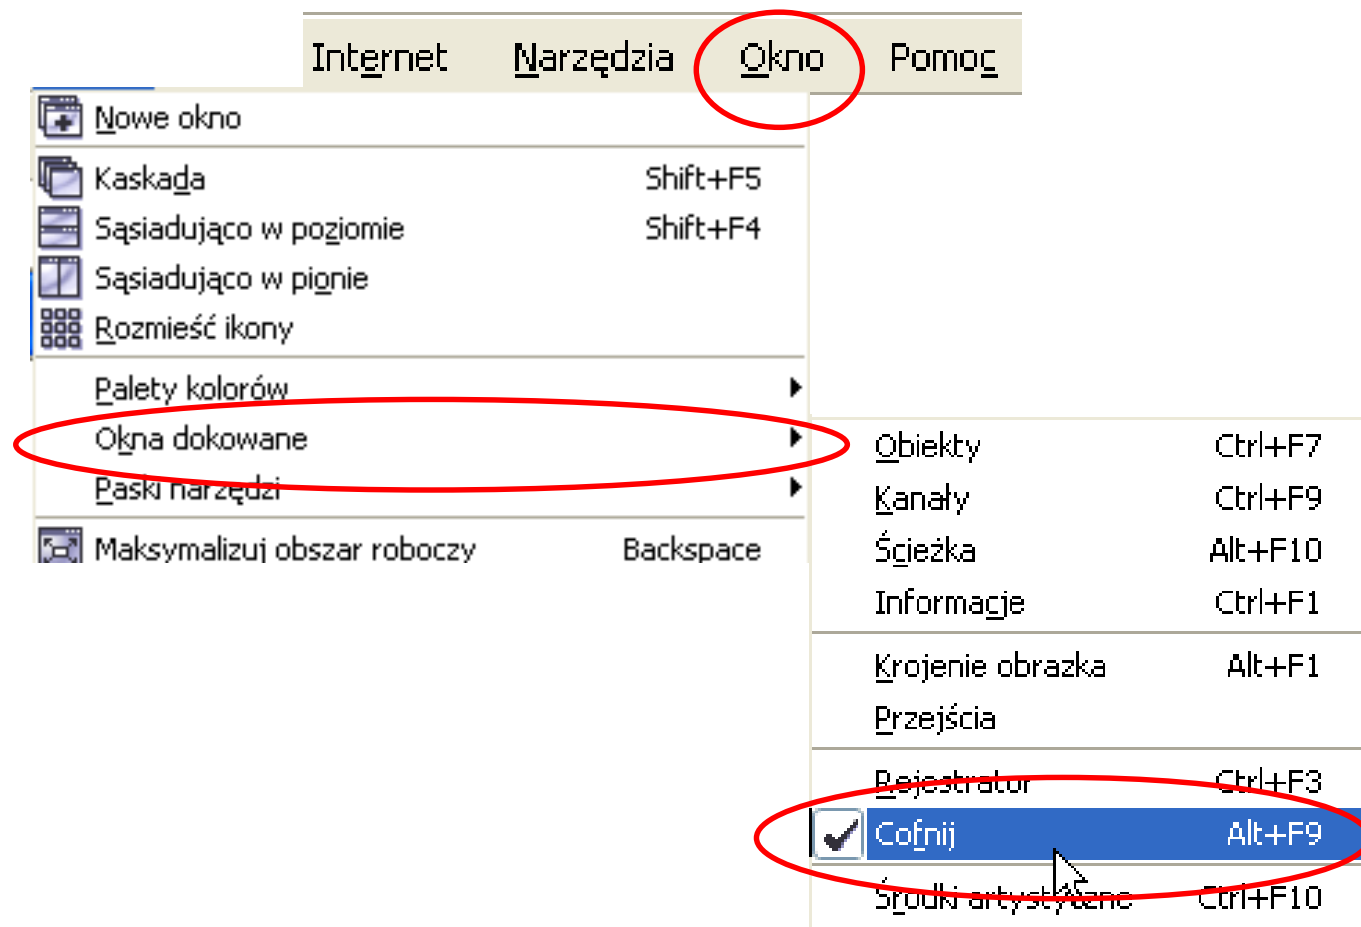 Internet Narzędzia Okno Pomoc
Nowe okno
Kaskada Shift+F5
Sąsiadująco w poziomie Shift+F4
Sąsiadująco w pionie
Rozmieść ikony
Palety kolorów
Okna dokowane
Paski narzędzi
Maksymalizuj obszar roboczy Backspace
Obiekty Ctrl+F7
Kanały Ctrl+F9
Ścieżka Alt+F10
Informacje Ctrl+F1
Krojenie obrazka Alt+F1
Przejścia
Rejestrator Ctrl+F3
Cofnij Alt+F9
Środki artystyczne Ctrl+F10